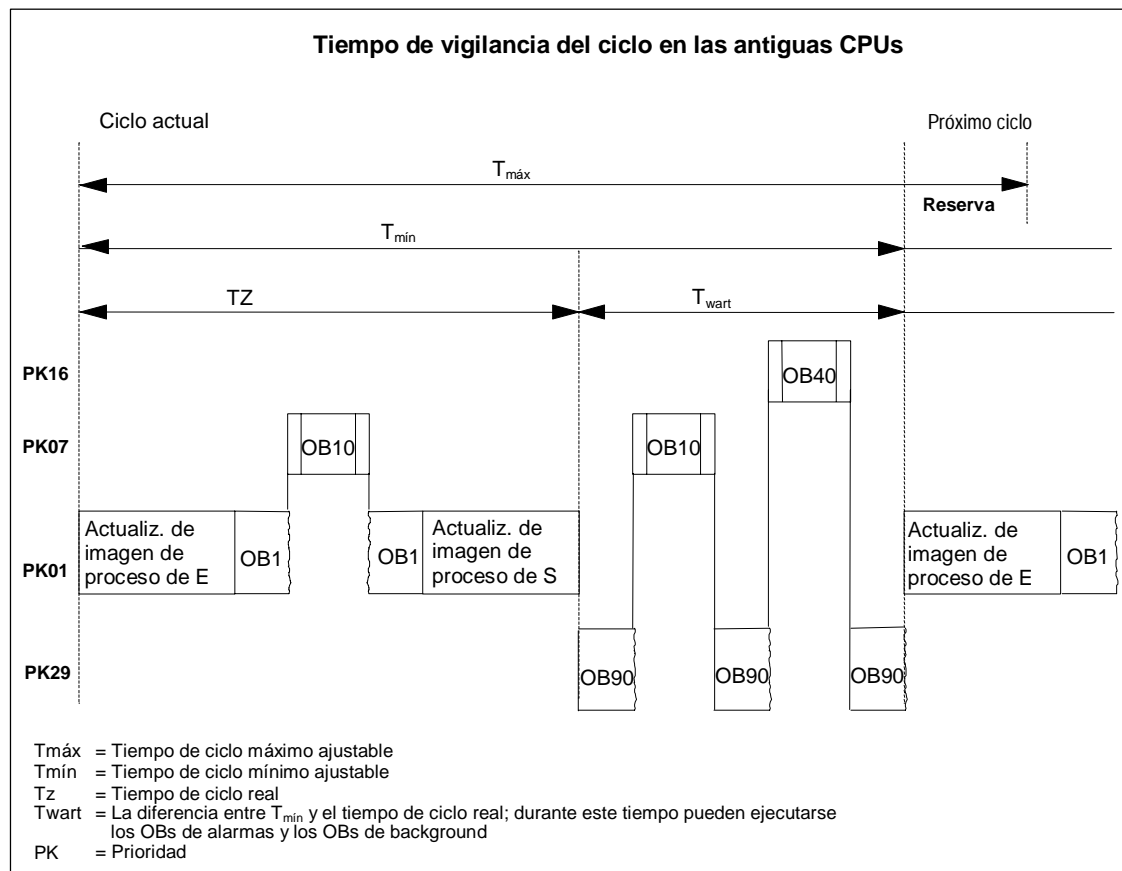 Tiempo de vigilancia del ciclo en las antiguas CPUs
Ciclo actual
Próximo ciclo
Tmáx
Reserva
Tmín
TZ
Twart
PK16
OB40
PK07
OB10
OB10
PK01
Actualiz. de
imagen de
proceso de E
OB1
OB1
Actualiz. de
imagen de
proceso de S
Actualiz. de
imagen de
proceso de E
OB1
PK29
OB90
OB90
OB90
Tmáx = Tiempo de ciclo máximo ajustable
Tmín = Tiempo de ciclo mínimo ajustable
Tz = Tiempo de ciclo real
Twart = La diferencia entre Tmín y el tiempo de ciclo real; durante este tiempo pueden ejecutarse
los OBs de alarmas y los OBs de background
PK = Prioridad